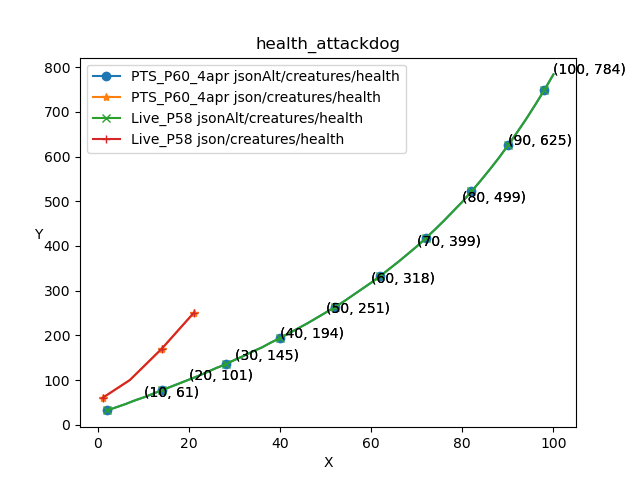 health_attackdog
PTS_P60_4apr jsonAlt/creatures/health
PTS_P60_4apr json/creatures/health
Live_P58 jsonAlt/creatures/health
Live_P58 json/creatures/health
(100, 784)
(90, 625)
(80, 499)
(70, 399)
(60, 318)
(50, 251)
(40, 194)
(30, 145)
(20, 101)
(10, 61)
Y
800
700
600
500
400
300
200
100
0
0 20 40 60 80 100
X